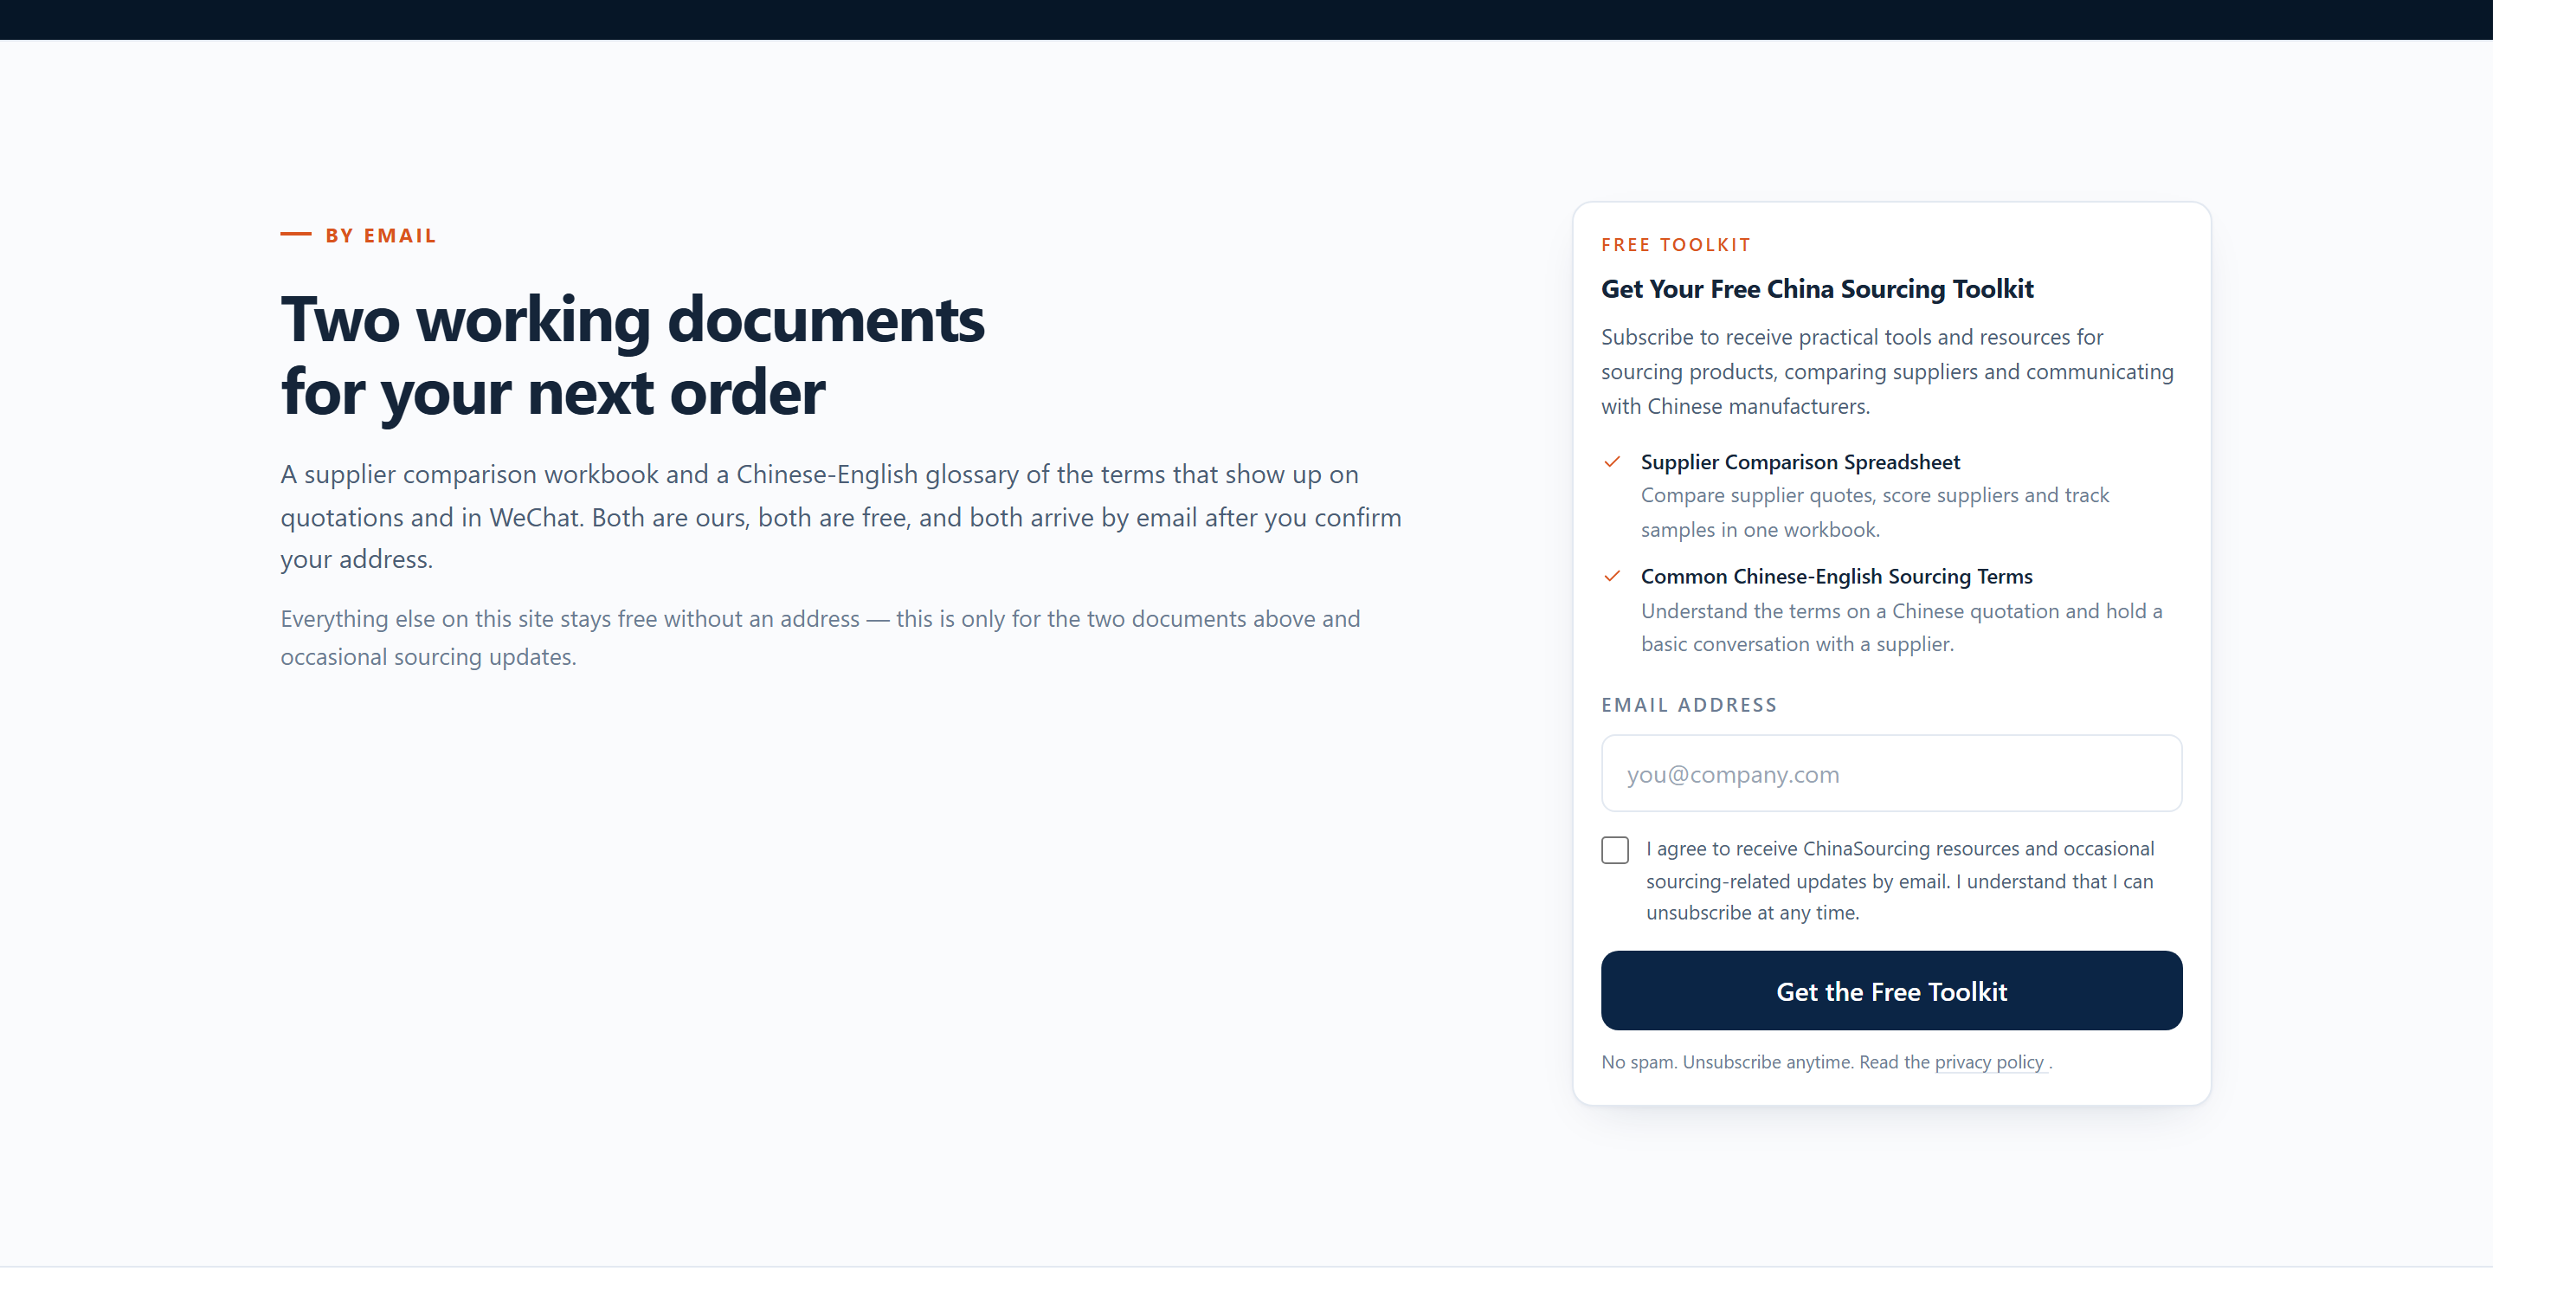 BY EMAIL
Two working documents
for your next order
A supplier comparison workbook and a Chinese-English glossary of the terms that show up on
quotations and in WeChat. Both are ours, both are free, and both arrive by email after you confirm
your address.
Everything else on this site stays free without an address — this is only for the two documents above and
occasional sourcing updates.
FREE TOOLKIT
Get Your Free China Sourcing Toolkit
Subscribe to receive practical tools and resources for
sourcing products, comparing suppliers and communicating
with Chinese manufacturers.
Supplier Comparison Spreadsheet
Compare supplier quotes, score suppliers and track
samples in one workbook.
Common Chinese-English Sourcing Terms
Understand the terms on a Chinese quotation and hold a
basic conversation with a supplier.
EMAIL ADDRESS
you@company.com
I agree to receive ChinaSourcing resources and occasional
sourcing-related updates by email. I understand that I can
unsubscribe at any time.
Get the Free Toolkit
No spam. Unsubscribe anytime. Read the privacy policy .